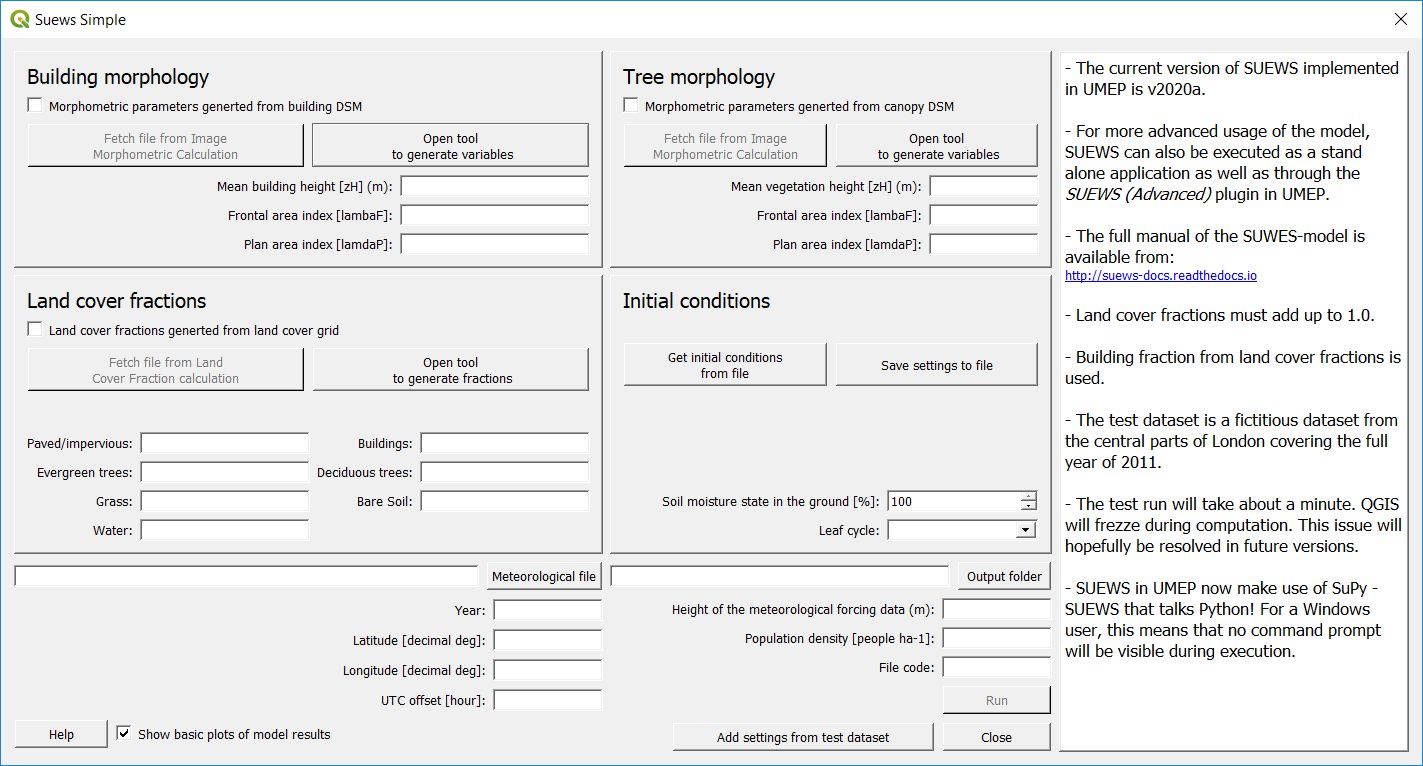 Suews Simple
Building morphology
Morphometric parameters generted from building DSM
Fetch file from Image
Morphometric Calculation
Open tool
to generate variables
Mean building height [zH] (m):
Frontal area index [lambaF]:
Plan area index [lamdaP]:
Tree morphology
Morphometric parameters generted from canopy DSM
Fetch file from Image
Morphometric Calculation
Open tool
to generate variables
Mean vegetation height [zH] (m):
Frontal area index [lambaF]:
Plan area index [lamdaP]:
Land cover fractions
Land cover fractions generted from land cover grid
Fetch file from Land
Cover Fraction calculation
Open tool
to generate fractions
Paved/impervious:
Buildings:
Evergreen trees:
Deciduous trees:
Grass:
Bare Soil:
Water:
Initial conditions
Get initial conditions
from file
Save settings to file
Soil moisture state in the ground [%]:
100
Leaf cycle:
Meteorological file
Output folder
Year:
Latitude [decimal deg]:
Longitude [decimal deg]:
UTC offset [hour]:
Height of the meteorological forcing data (m):
Population density [people ha-1]:
File code:
Run
Help
Show basic plots of model results
Add settings from test dataset
Close
- The current version of SUEWS implemented
in UMEP is v2020a.
- For more advanced usage of the model,
SUEWS can also be executed as a stand
alone application as well as through the
SUEWS (Advanced) plugin in UMEP.
- The full manual of the SUWES-model is
available from:
http://suews-docs.readthedocs.io
- Land cover fractions must add up to 1.0.
- Building fraction from land cover fractions is
used.
- The test dataset is a fictitious dataset from
the central parts of London covering the full
year of 2011.
- The test run will take about a minute. QGIS
will frezze during computation. This issue will
hopefully be resolved in future versions.
- SUEWS in UMEP now make use of SuPy -
SUEWS that talks Python! For a Windows
user, this means that no command prompt
will be visible during execution.